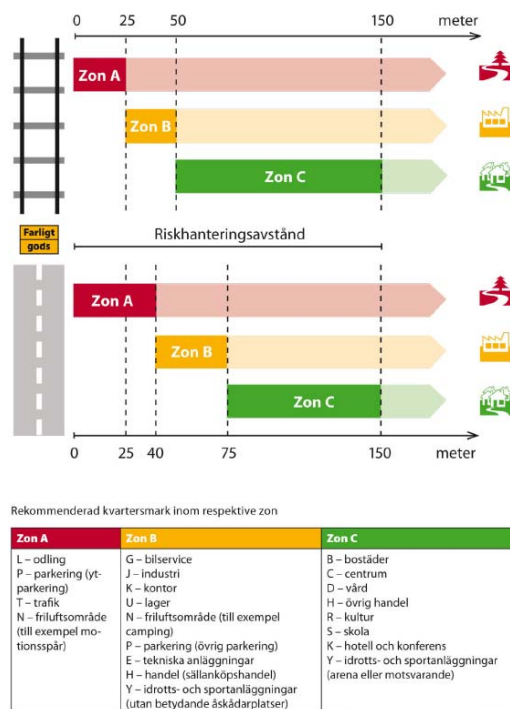 0 25 50 150 meter
Zon A
Zon B
Zon C
Farligt
gods
Riskhanteringsavstånd
Zon A
Zon B
Zon C
0 25 40 75 150 meter
Rekommenderad kvartersmark inom respektive zon
Zon A
L – odling
P – parkering (yt-
parkering)
T – trafik
N – friluftsområde
(till exempel mo-
tionsspår)
Zon B
G – bilservice
J – industri
K – kontor
U – lager
N – friluftsområde (till exempel
camping)
P – parkering (övrig parkering)
E – tekniska anläggningar
H – handel (sällanköpshandel)
Y – idrotts- och sportanläggningar
(utan betydande åskådarplatser)
Zon C
B – bostäder
C – centrum
D – vård
H – övrig handel
R – kultur
S – skola
K – hotell och konferens
Y – idrotts- och sportanläggningar
(arena eller motsvarande)